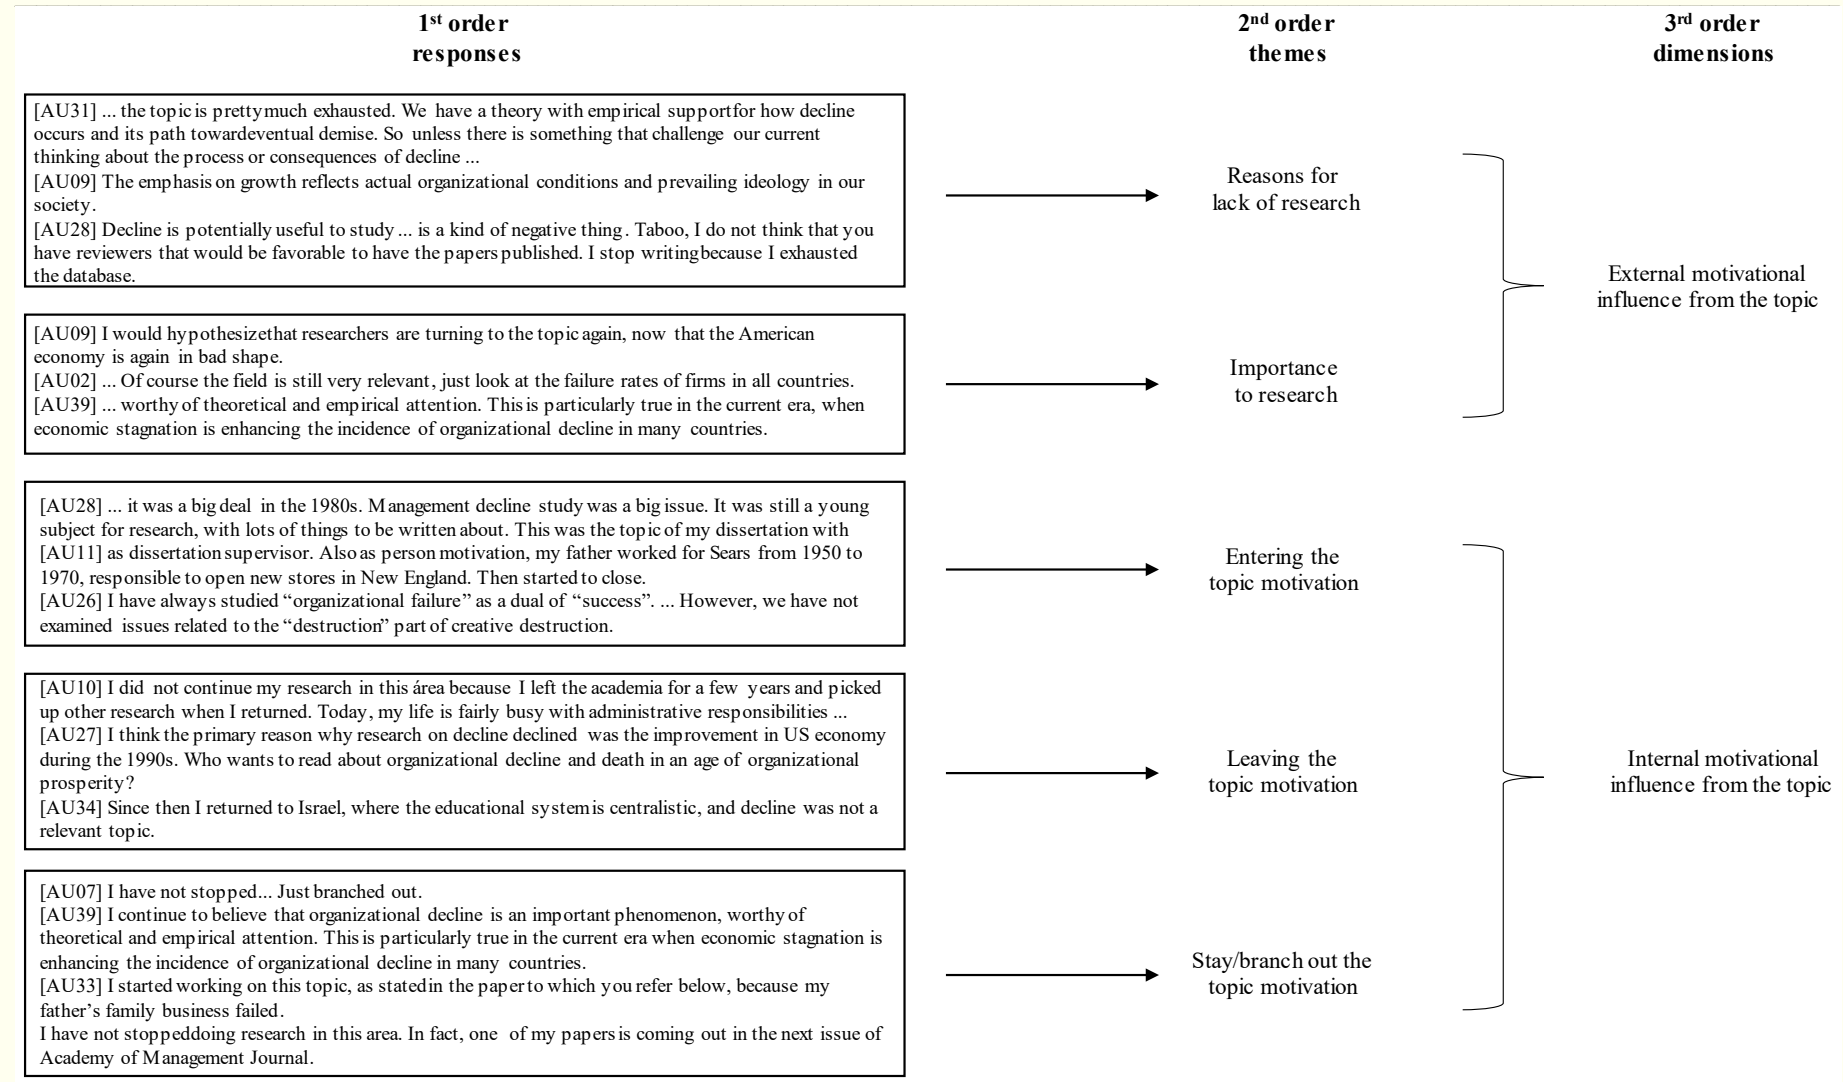 1st order
responses
2nd order
themes
3rd order
dimensions
[AU31] ... the topic is prettymuch exhausted. We have a theory with empirical supportfor how decline
occurs and its path towardeventual demise. So unless there is something that challenge our current
thinking about the process or consequences of decline ...
[AU09] The emphasis on growth reflects actual organizational conditions and prevailing ideology in our
society.
[AU28] Decline is potentially useful to study ... is a kind of negative thing. Taboo, I do not think that you
have reviewers that would be favorable to have the papers published. I stop writingbecause I exhausted
the database.
Reasons for
lack of research
External motivational
influence from the topic
[AU09] I would hypothesizethat researchers are turning to the topic again, now that the American
economy is again in bad shape.
[AU02] ... Of course the field is still very relevant, just look at the failure rates of firms in all countries.
[AU39] ... worthy of theoretical and empirical attention. This is particularly true in the current era, when
economic stagnation is enhancing the incidence of organizational decline in many countries.
Importance
to research
[AU28] ... it was a big deal in the 1980s. Management decline study was a big issue. It was still a young
subject for research, with lots of things to be written about. This was the topic of my dissertation with
[AU11] as dissertation supervisor. Also as person motivation, my father worked for Sears from 1950 to
1970, responsible to open new stores in New England. Then started to close.
[AU26] I have always studied “organizational failure” as a dual of “success”. ... However, we have not
examined issues related to the “destruction” part of creative destruction.
Entering the
topic motivation
[AU10] I did not continue my research in this área because I left the academia for a few years and picked
up other research when I returned. Today, my life is fairly busy with administrative responsibilities ...
[AU27] I think the primary reason why research on decline declined was the improvement in US economy
during the 1990s. Who wants to read about organizational decline and death in an age of organizational
prosperity?
[AU34] Since then I returned to Israel, where the educational system is centralistic, and decline was not a
relevant topic.
Leaving the
topic motivation
Internal motivational
influence from the topic
[AU07] I have not stopped... Just branched out.
[AU39] I continue to believe that organizational decline is an important phenomenon, worthy of
theoretical and empirical attention. This is particularly true in the current era when economic stagnation is
enhancing the incidence of organizational decline in many countries.
[AU33] I started working on this topic, as stated in the paper to which you refer below, because my
father’s family business failed.
I have not stoppeddoing research in this area. In fact, one of my papers is coming out in the next issue of
Academy of Management Journal.
Stay/branch out the
topic motivation